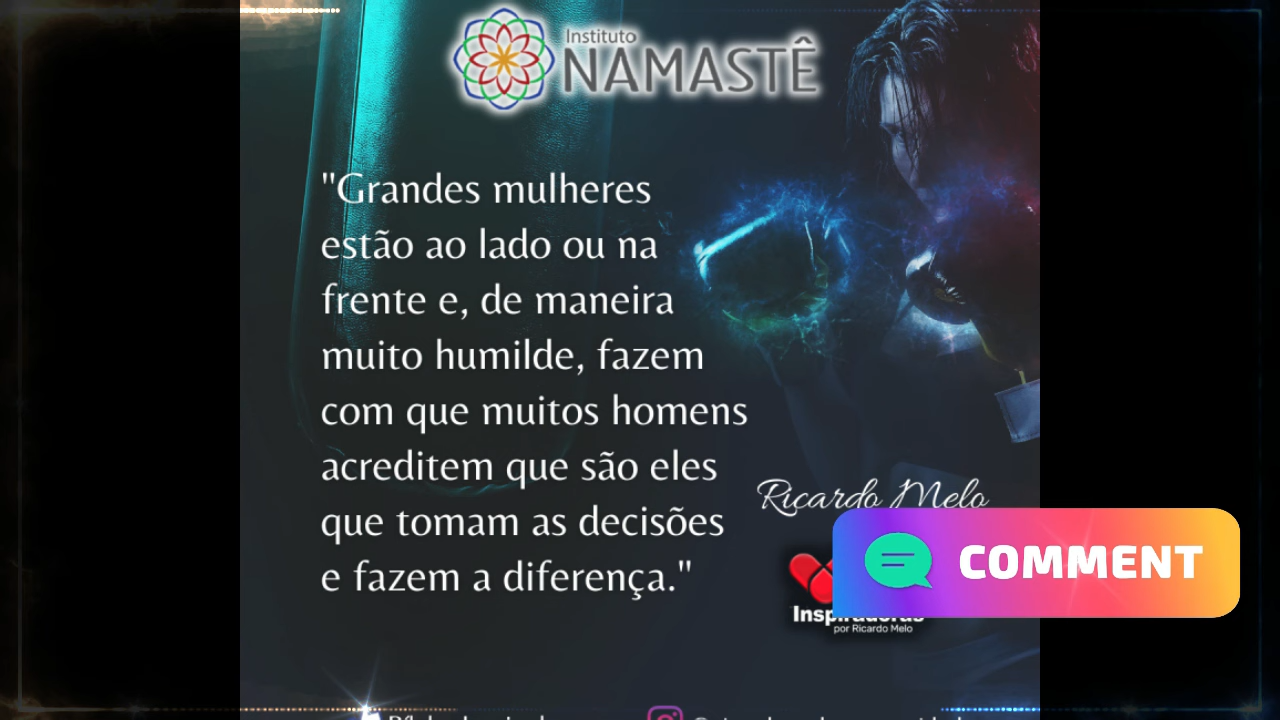 Instituto
NAMASTÊ
"Grandes mulheres
estão ao lado ou na
frente e, de maneira
muito humilde, fazem
com que muitos homens
acreditem que são eles
que tomam as decisões
e fazem a diferença."
Ricardo Melo
COMMENT
por Ricardo Melo